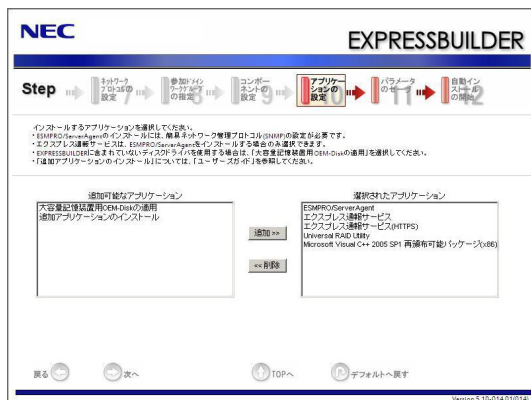 NEC
EXPRESSBUILDER
Step
ネットワーク
プロトコルの
設定 7
参加ドメイン
ワークグループ
の指定 8
コンポー
ネントの
設定 9
アプリケー
ションの
設定 10
パラメータ
のセーブ 11
自動イン
ストール
の開始 12
インストールするアプリケーションを選択してください。
・ESMPRO/ServerAgentのインストールには、簡易ネットワーク管理プロトコル(SNMP)の設定が必要です。
・エクスプレス通報サービスは、ESMPRO/ServerAgentをインストールする場合のみ選択できます。
・EXPRESSBUILDERに含まれていないディスクドライバを使用する場合は、「大容量記憶装置用OEM-Diskの適用」を選択してください。
・「追加アプリケーションのインストール」については、「ユーザーズガイド」を参照してください。
追加可能なアプリケーション
大容量記憶装置用OEM-Diskの適用
追加アプリケーションのインストール
追加 >>
<< 削除
選択されたアプリケーション
ESMPRO/ServerAgent
エクスプレス通報サービス
エクスプレス通報サービス(HTTPS)
Universal RAID Utility
Microsoft Visual C++ 2005 SP1 再頒布可能パッケージ(x86)
戻る
次へ
TOPへ
デフォルトへ戻す
Version 5.10-014.01(014)